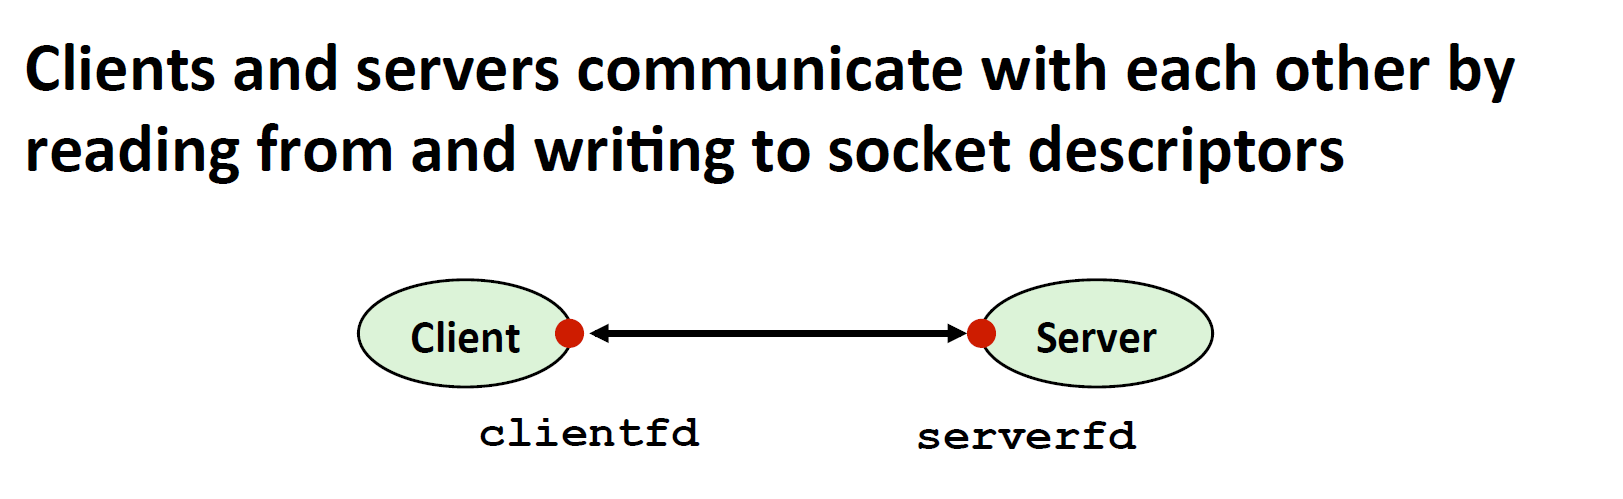 Clients and servers communicate with each other by
reading from and writing to socket descriptors
Client
Server
clientfd
serverfd